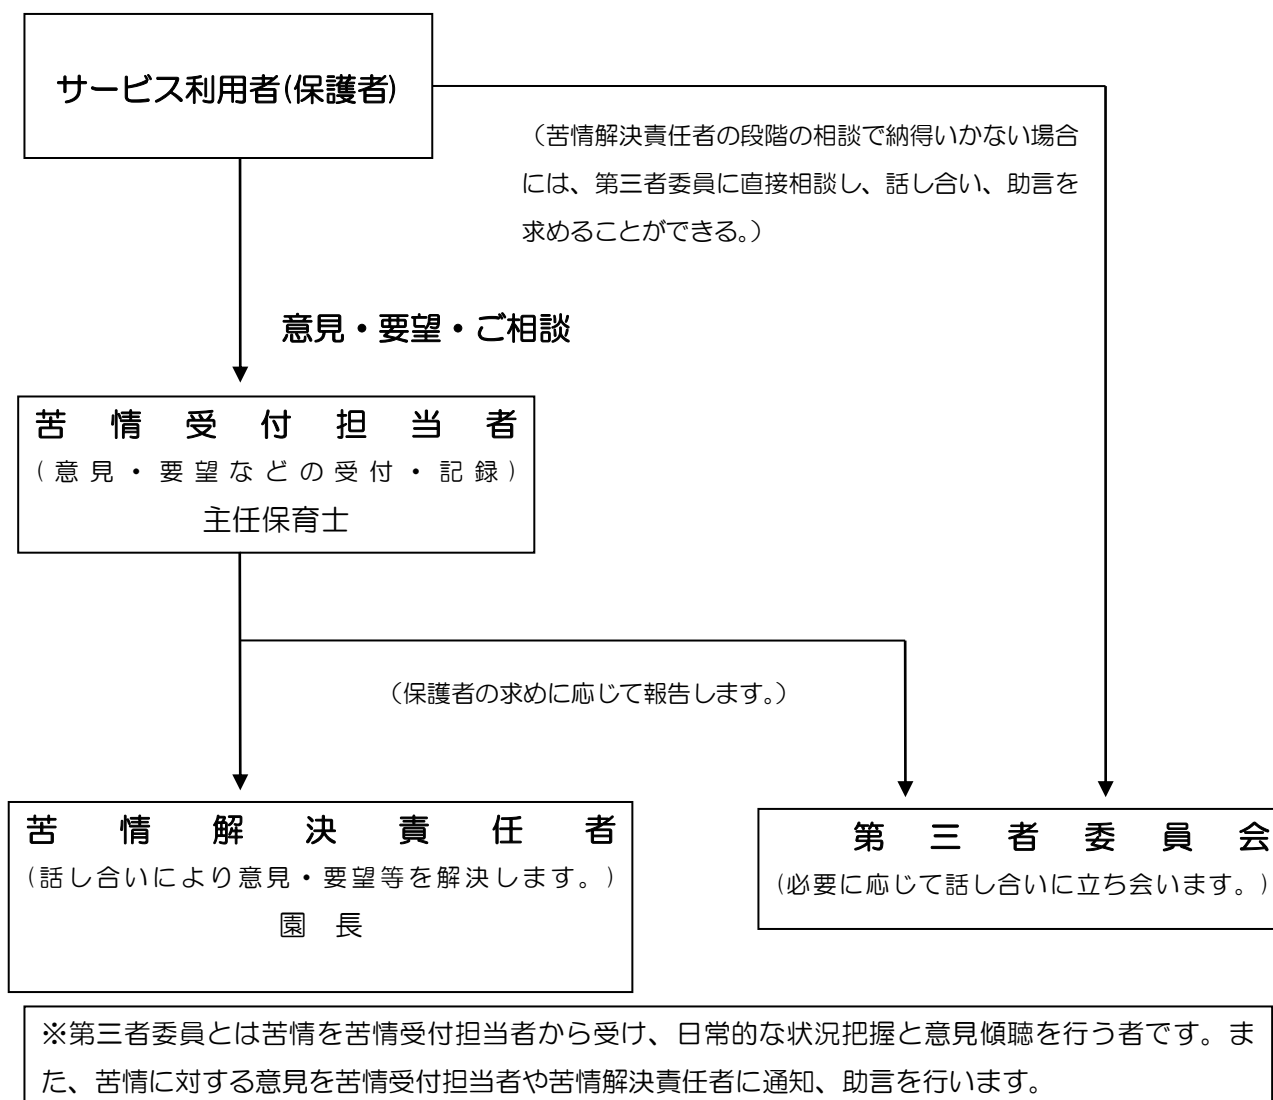 サービス利用者(保護者)
（苦情解決責任者の段階の相談で納得いかない場合
には、第三者委員に直接相談し、話し合い、助言を
求めることができる。）
意見・要望・ご相談
苦情受付担当者
（意見・要望などの受付・記録）
主任保育士
（保護者の求めに応じて報告します。）
苦情解決責任者
（話し合いにより意見・要望等を解決します。）
園　長
第三者委員会
（必要に応じて話し合いに立ち会います。）
※第三者委員とは苦情を苦情受付担当者から受け、日常的な状況把握と意見傾聴を行う者です。ま
た、苦情に対する意見を苦情受付担当者や苦情解決責任者に通知、助言を行います。